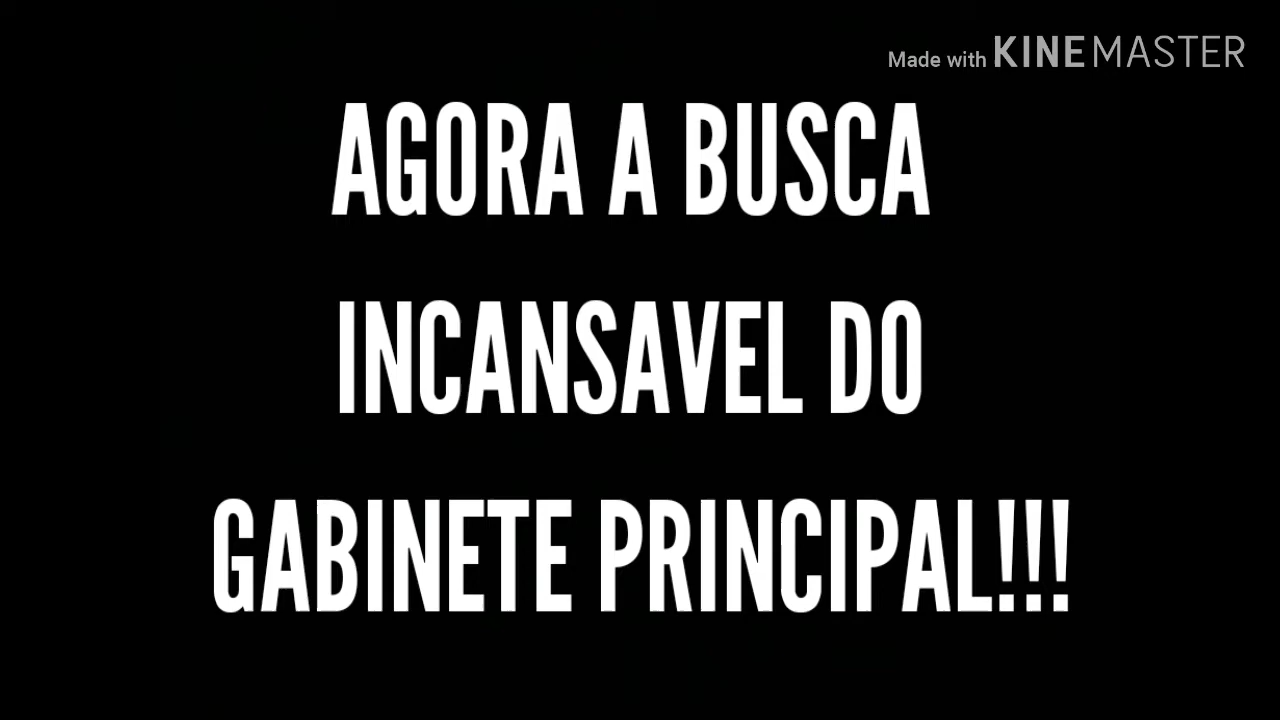 Made with KINEMASTER
AGORA A BUSCA
INCANSAVEL DO
GABINETE PRINCIPAL!!!